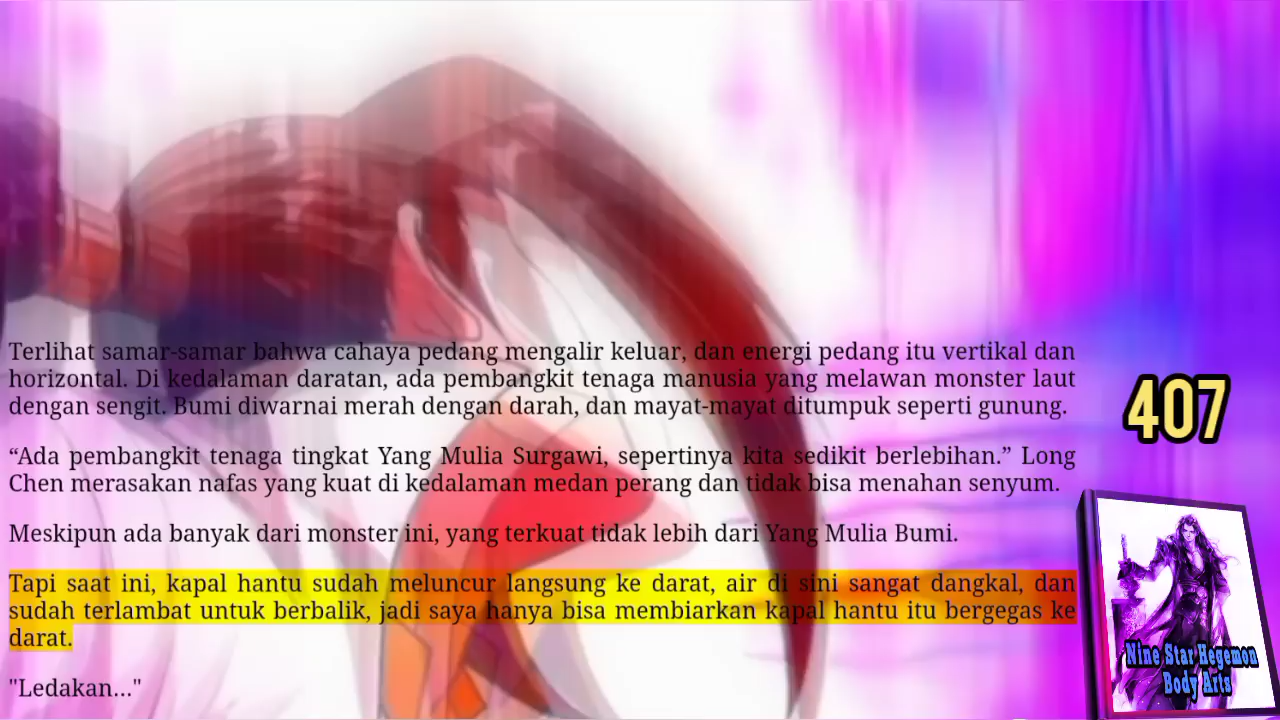 Terlihat samar-samar bahwa cahaya pedang mengalir keluar, dan energi pedang itu vertikal dan
horizontal. Di kedalaman daratan, ada pembangkit tenaga manusia yang melawan monster laut
dengan sengit. Bumi diwarnai merah dengan darah, dan mayat-mayat ditumpuk seperti gunung.
“Ada pembangkit tenaga tingkat Yang Mulia Surgawi, sepertinya kita sedikit berlebihan.” Long
Chen merasakan nafas yang kuat di kedalaman medan perang dan tidak bisa menahan senyum.
Meskipun ada banyak dari monster ini, yang terkuat tidak lebih dari Yang Mulia Bumi.
Tapi saat ini, kapal hantu sudah meluncur langsung ke darat, air di sini sangat dangkal, dan
sudah terlambat untuk berbalik, jadi saya hanya bisa membiarkan kapal hantu itu bergegas ke
darat.
"Ledakan..."
407
Nine Star Hegemon
Body Arts